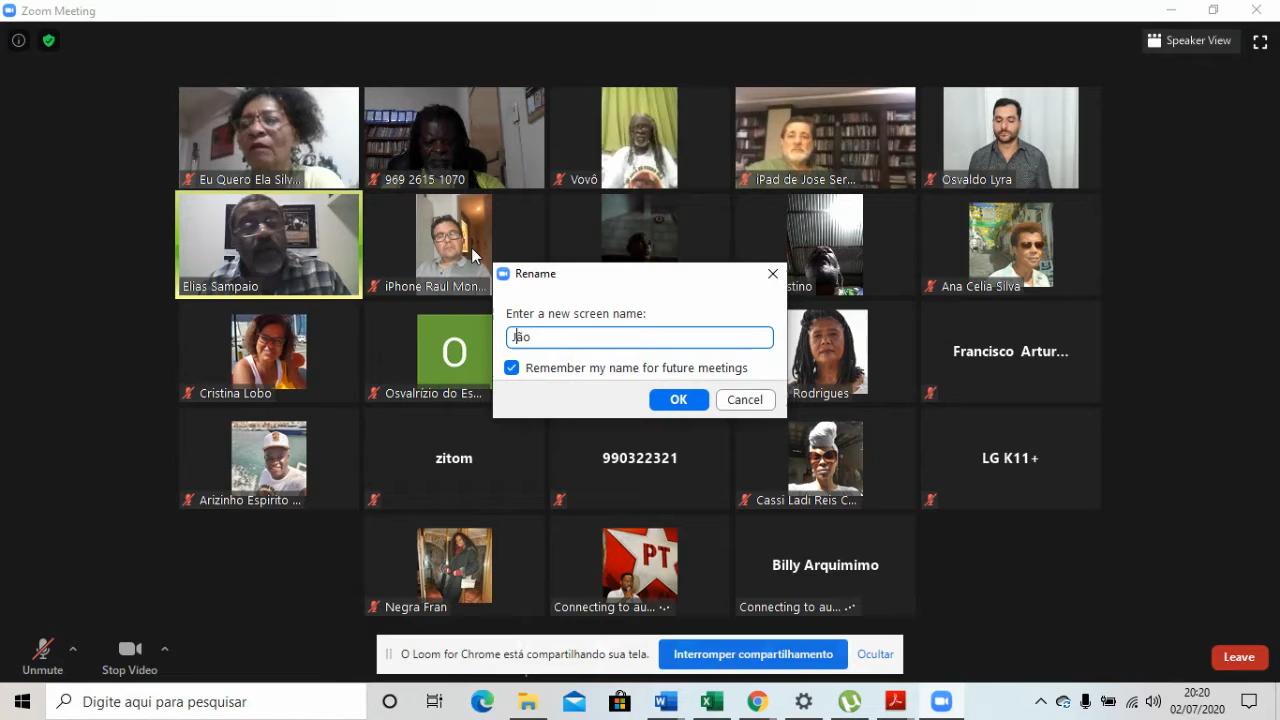 Zoom Meeting
Speaker View
Eu Quero Ela Silv...
969 2615 1070
Vovô
iPad de Jose Ser...
Osvaldo Lyra
Elias Sampaio
iPhone Raul Mon...
stino
Ana Celia Silva
Rename
Enter a new screen name:
Jão
Remember my name for future meetings
OK
Cancel
Cristina Lobo
O
Osvalrízio do Es...
Rodrigues
Francisco Artur...
Arizinho Espirito ...
zitom
990322321
Cassi Ladi Reis C...
LG K11+
Negra Fran
PT
Connecting to au...
Billy Arquimimo
Connecting to au...
Unmute
Stop Video
O Loom for Chrome está compartilhando sua tela.
Interromper compartilhamento
Ocultar
Leave
Digite aqui para pesquisar
20:20
02/07/2020